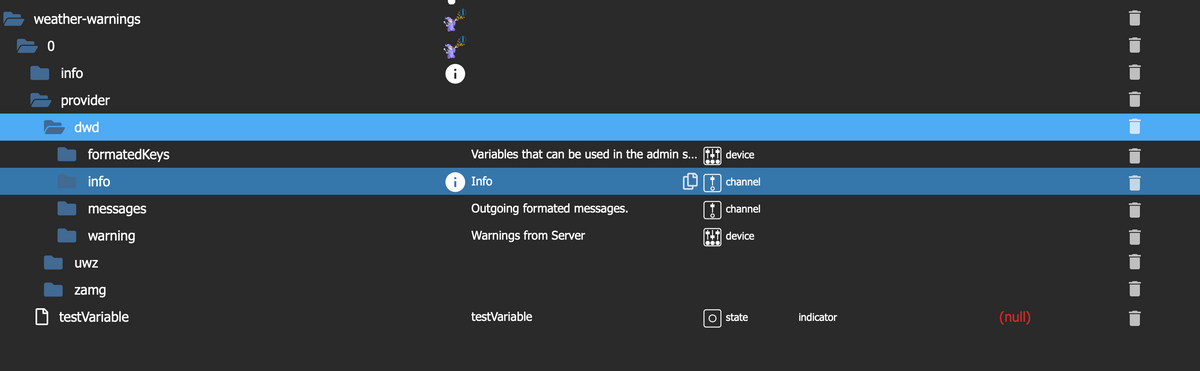 weather-warnings
0
info
provider
dwd
formatedKeys Variables that can be used in the admin s... device
info Info channel
messages Outgoing formated messages. channel
warning Warnings from Server device
uwz
zamg
testVariable testVariable state indicator (null)